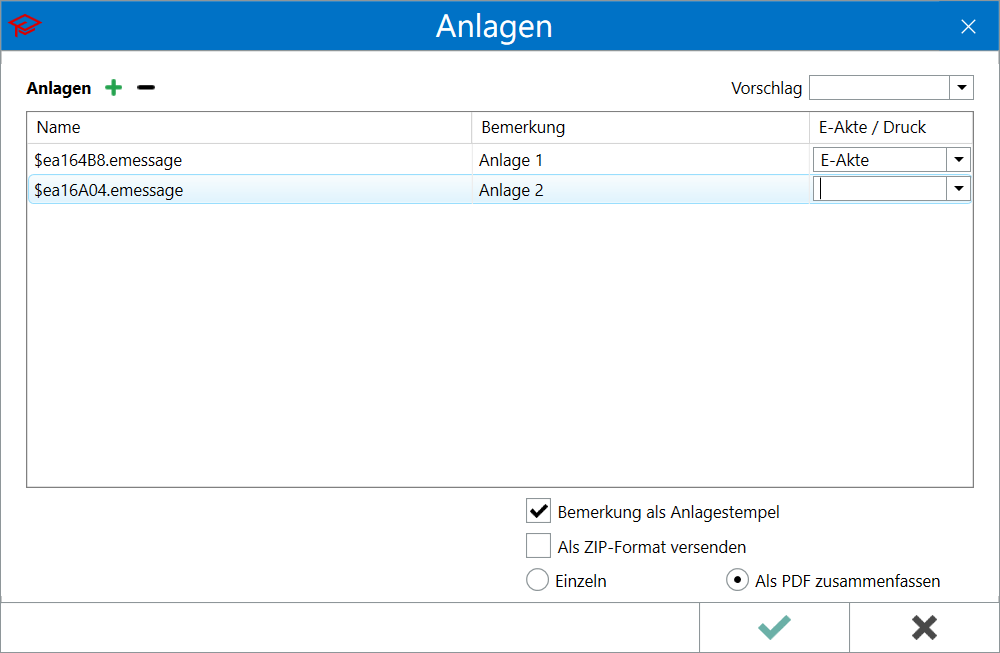 Anlagen
Anlagen Vorschlag
Name Bemerkung E-Akte / Druck
$ea164B8.emessage Anlage 1 E-Akte
$ea16A04.emessage Anlage 2
Bemerkung als Anlagestempel
Als ZIP-Format versenden
Einzeln Als PDF zusammenfassen